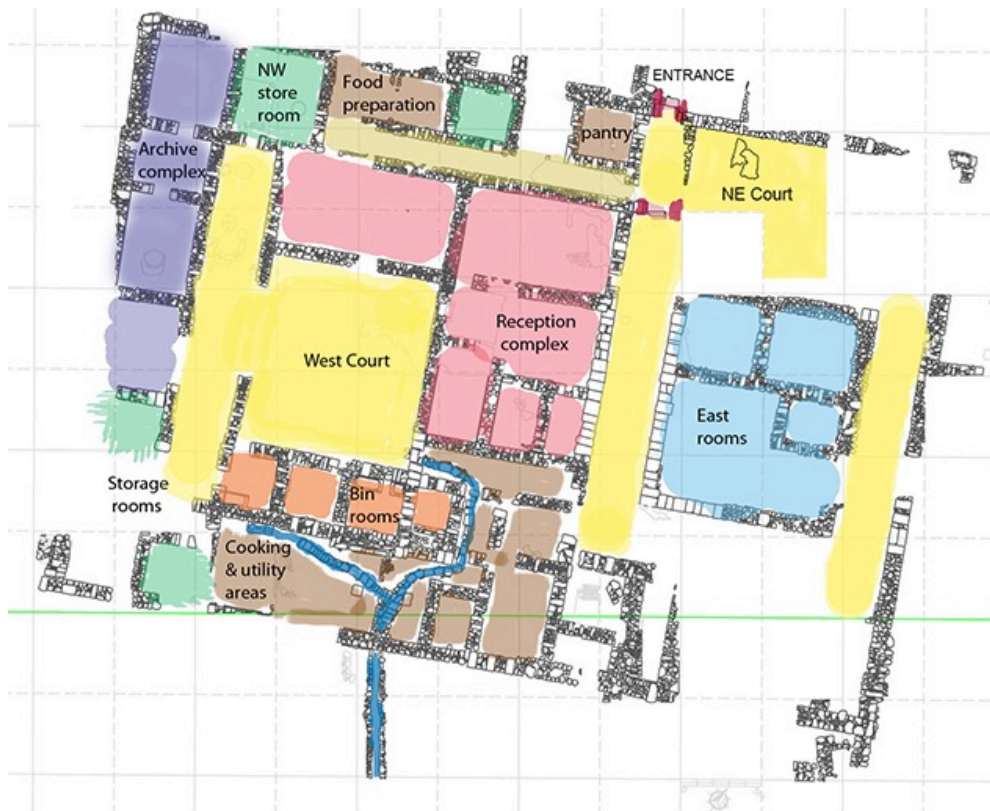 NW
store
room
Food
preparation
ENTRANCE
pantry
Archive
complex
NE Court
Reception
complex
West Court
East
rooms
Storage
rooms
Bin
rooms
Cooking
& utility
areas